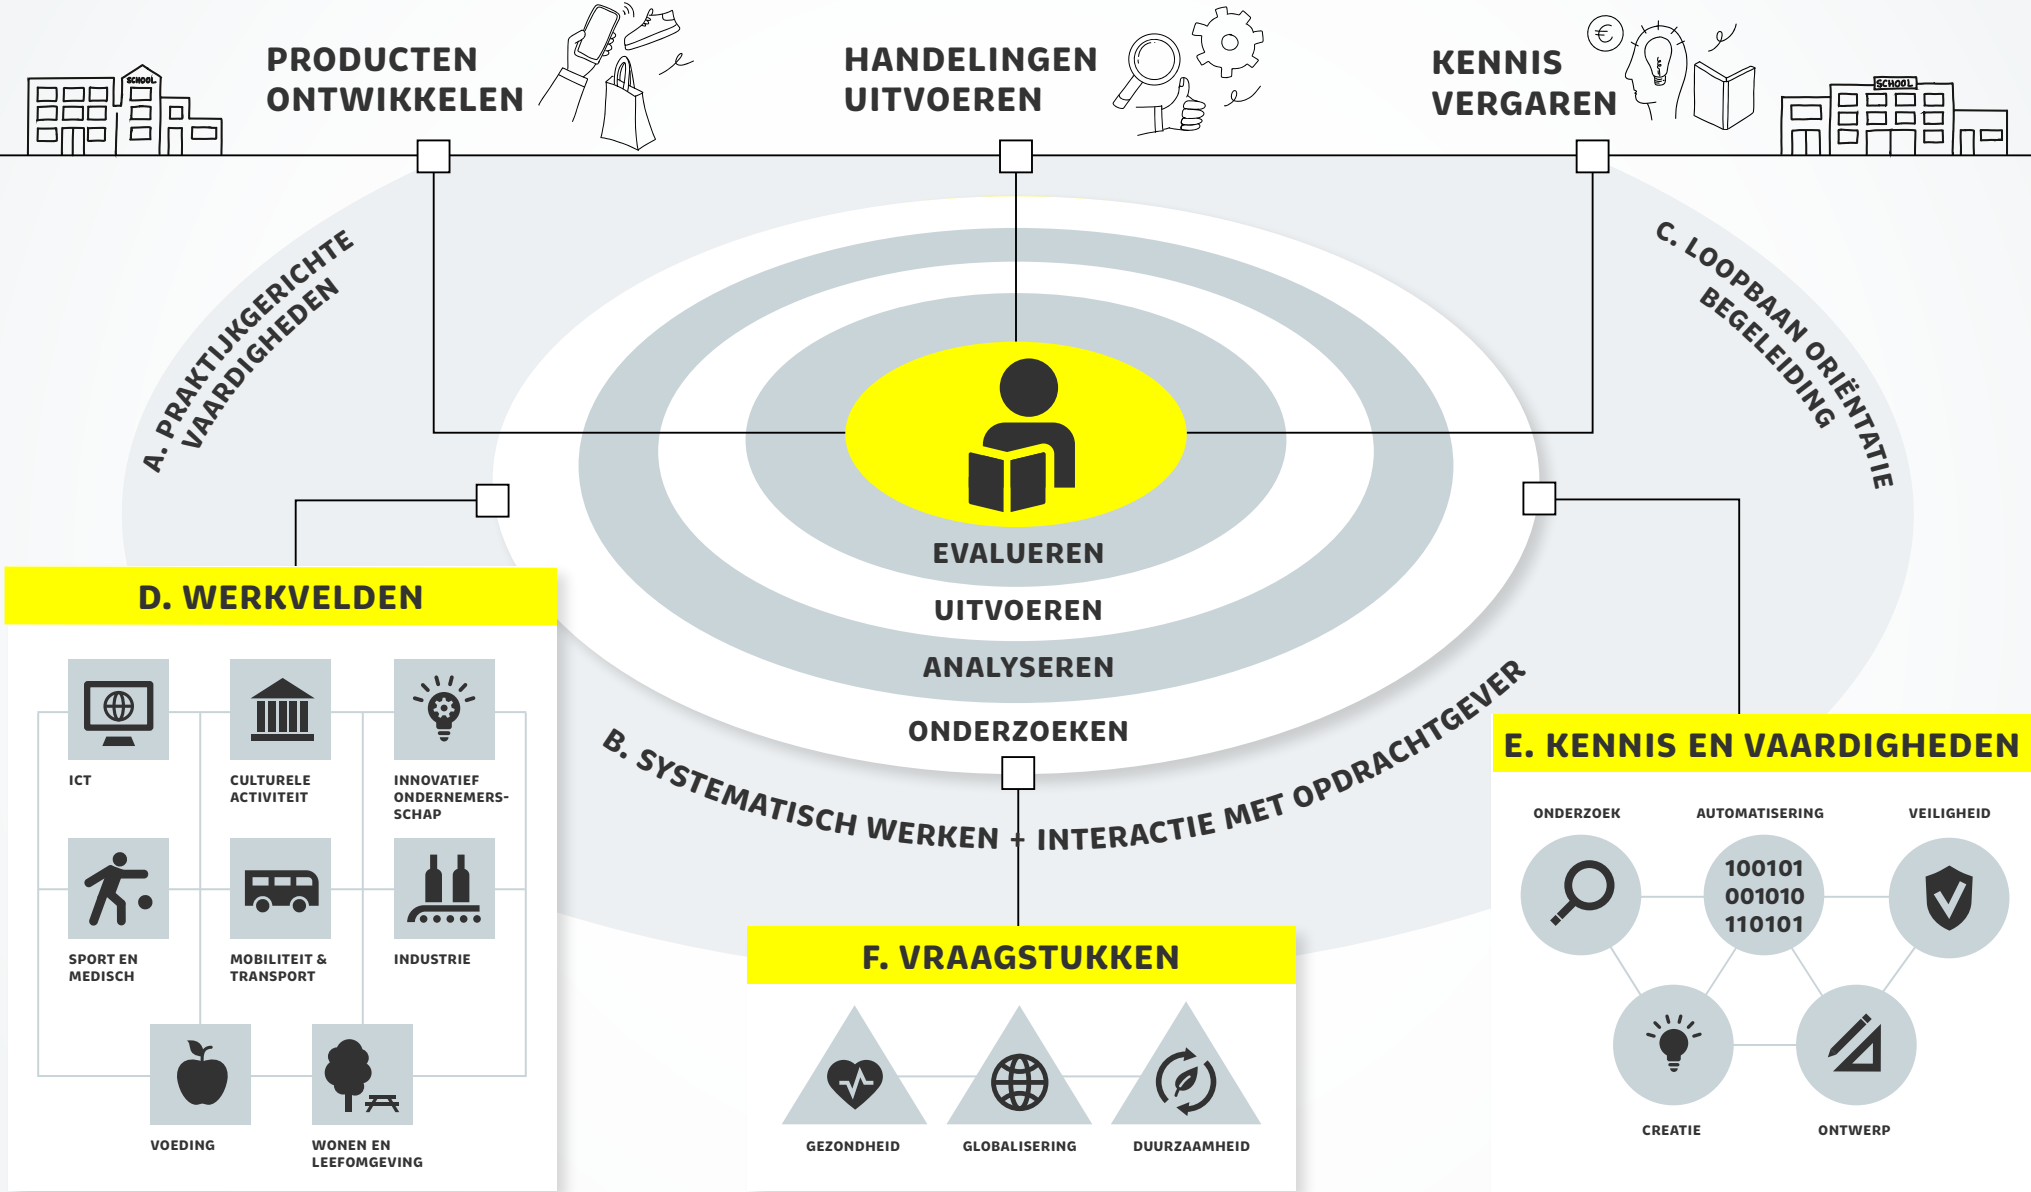 PRODUCTEN
ONTWIKKELEN
HANDELINGEN
UITVOEREN
KENNIS
VERGAREN
SCHOOL
SCHOOL
A. PRAKTIJKGERICHTE
VAARDIGHEDEN
C. LOOPBAAN ORIËNTATIE
BEGELEIDING
EVALUEREN
UITVOEREN
ANALYSEREN
ONDERZOEKEN
B. SYSTEMATISCH WERKEN + INTERACTIE MET OPDRACHTGEVER
D. WERKVELDEN
ICT
CULTURELE
ACTIVITEIT
INNOVATIEF
ONDERNEMERS-
SCHAP
SPORT EN
MEDISCH
MOBILITEIT &
TRANSPORT
INDUSTRIE
VOEDING
WONEN EN
LEEFOMGEVING
F. VRAAGSTUKKEN
GEZONDHEID
GLOBALISERING
DUURZAAMHEID
E. KENNIS EN VAARDIGHEDEN
ONDERZOEK
AUTOMATISERING
VEILIGHEID
100101
001010
110101
CREATIE
ONTWERP